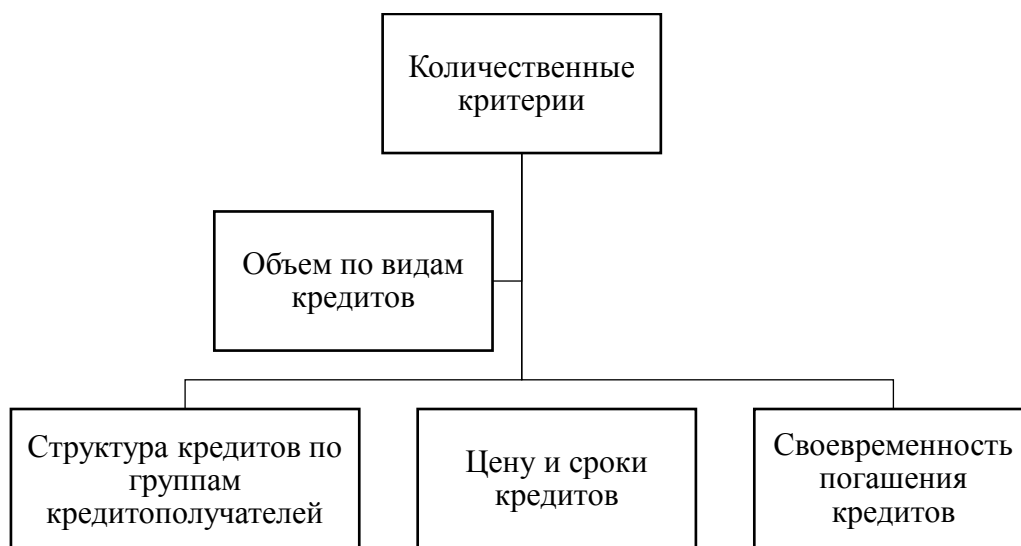 Количественные
критерии
Объем по видам
кредитов
Структура кредитов по
группам
кредитополучателей
Цену и сроки
кредитов
Своевременность
погашения
кредитов